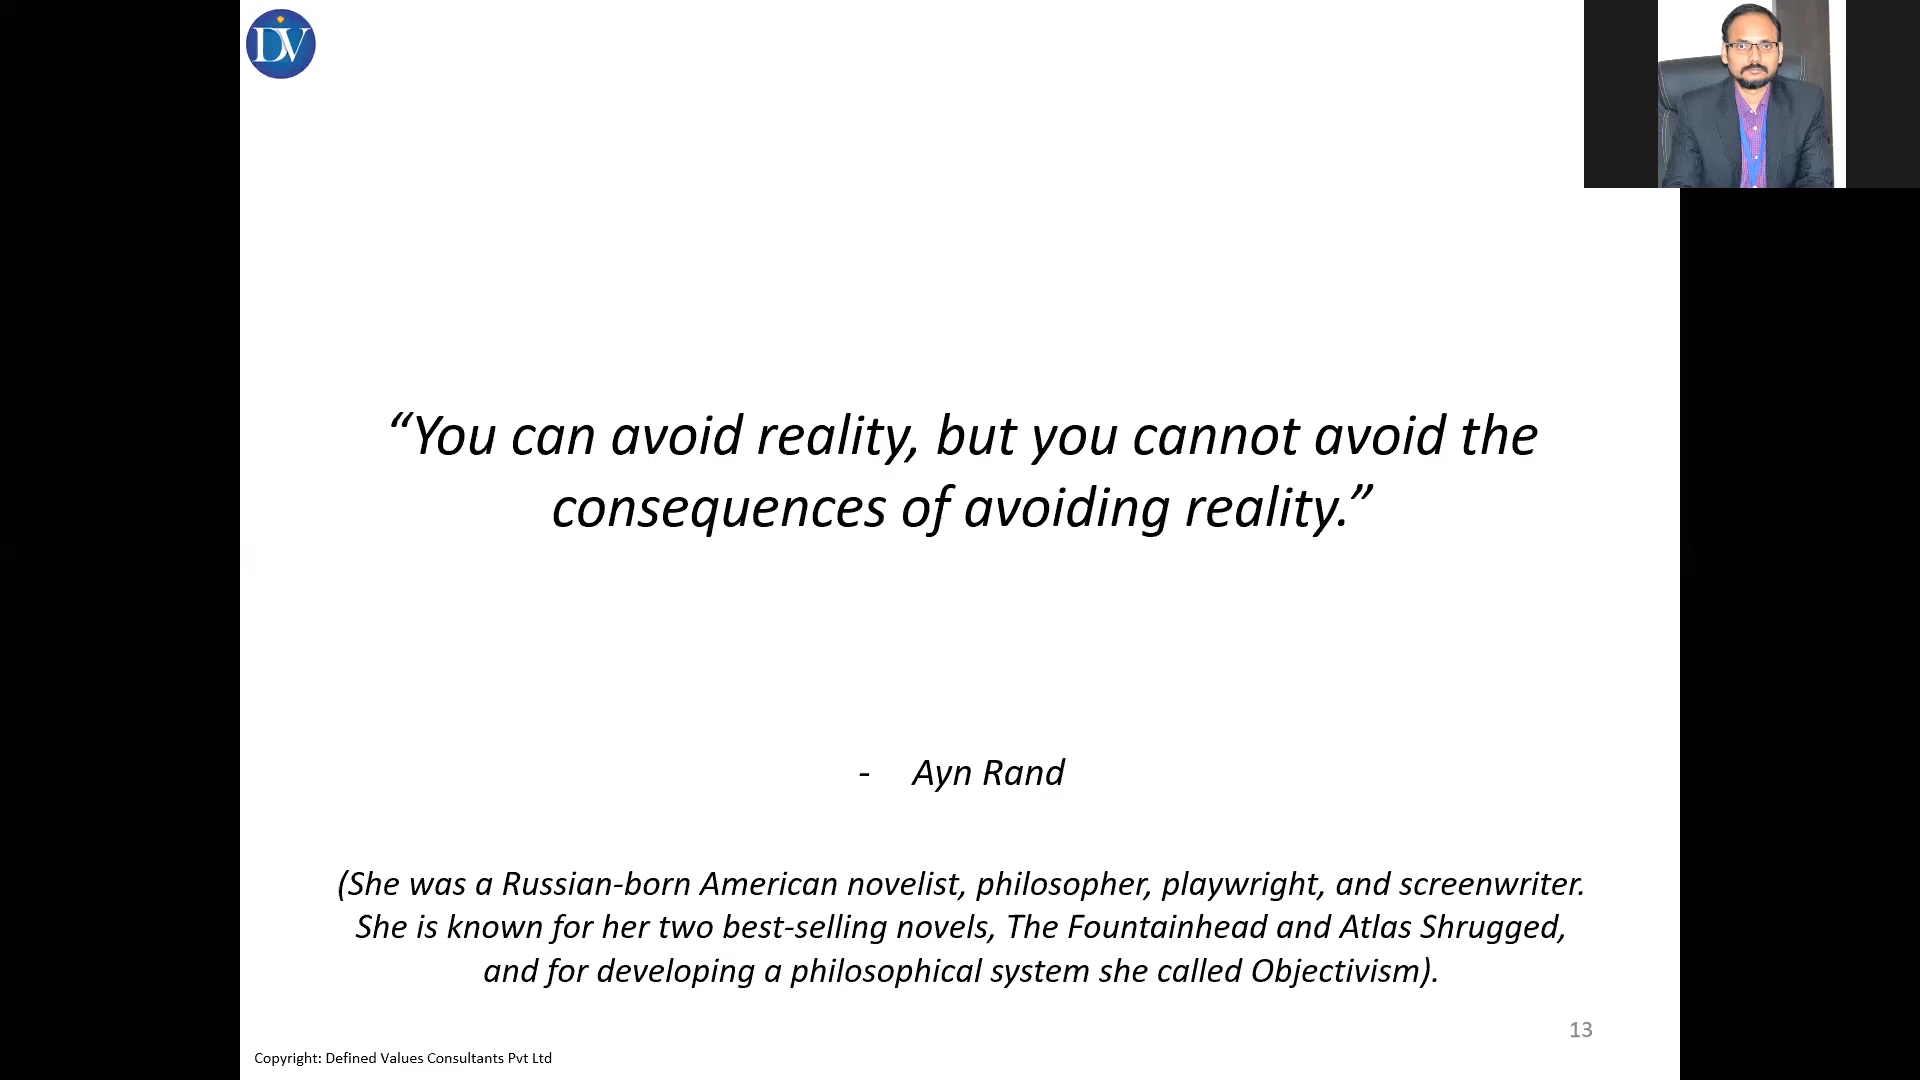 DV
“You can avoid reality, but you cannot avoid the
consequences of avoiding reality.”
- Ayn Rand
(She was a Russian-born American novelist, philosopher, playwright, and screenwriter.
She is known for her two best-selling novels, The Fountainhead and Atlas Shrugged,
and for developing a philosophical system she called Objectivism).
13
Copyright: Defined Values Consultants Pvt Ltd